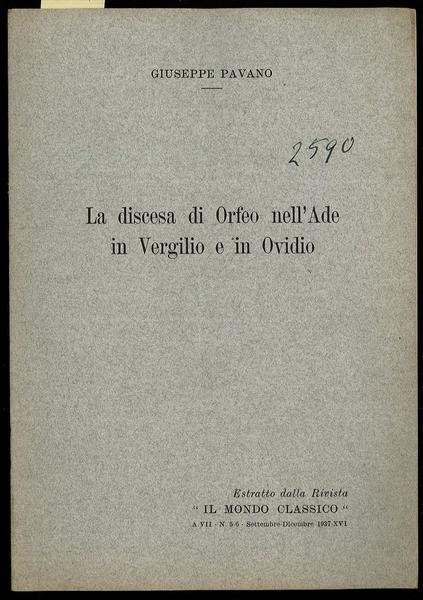 GIUSEPPE PAVANO
2590
La discesa di Orfeo nell'Ade
in Vergilio e in Ovidio
Estratto dalla Rivista
" IL MONDO CLASSICO "
A VII - N. 5-6 - Settembre-Dicembre 1937-XVI